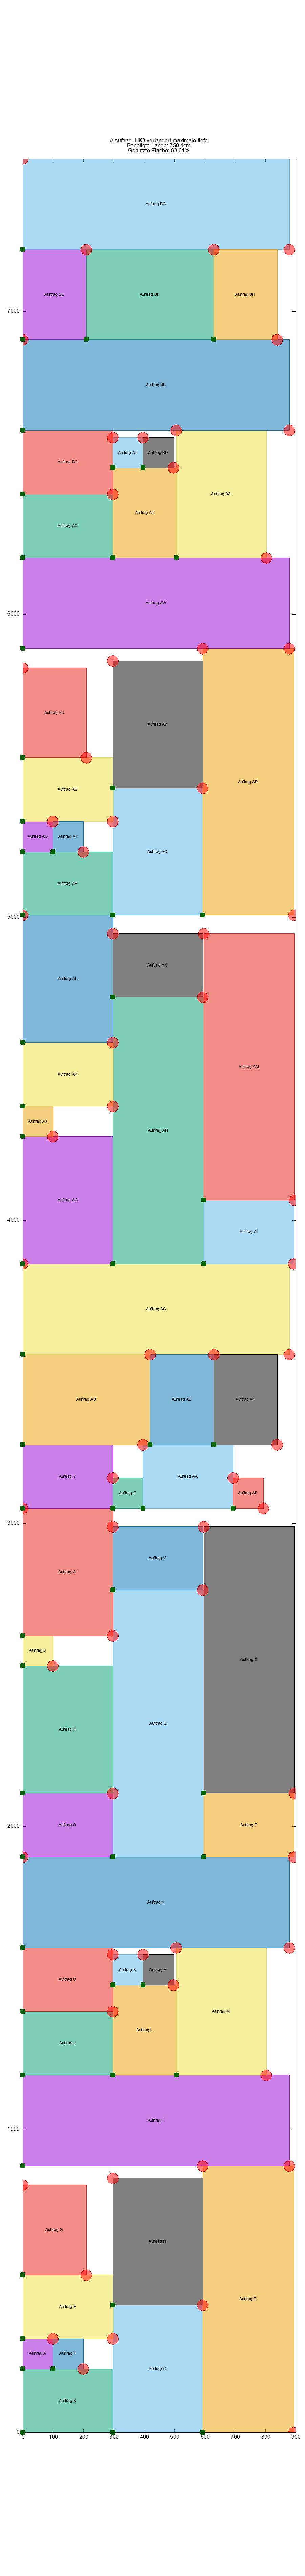 // Auftrag IHK3 verlängert maximale tiefe
Benötigte Länge: 750.4cm
Genutzte Fläche: 93.01%
Auftrag BG
Auftrag BE Auftrag BF Auftrag BH
7000
Auftrag BB
Auftrag BC Auftrag AY Auftrag BD Auftrag BA
Auftrag AX Auftrag AZ
Auftrag AW
6000
Auftrag AU Auftrag AV Auftrag AR
Auftrag AS
Auftrag AO Auftrag AT Auftrag AQ
Auftrag AP
5000
Auftrag AL Auftrag AN
Auftrag AK Auftrag AM
Auftrag AJ Auftrag AH
Auftrag AG Auftrag AI
4000
Auftrag AC
Auftrag AB Auftrag AD Auftrag AF
Auftrag Y Auftrag AA
Auftrag Z Auftrag AE
3000
Auftrag W Auftrag V
Auftrag U Auftrag X
Auftrag R Auftrag S
Auftrag Q Auftrag T
2000
Auftrag N
Auftrag O Auftrag K Auftrag P Auftrag M
Auftrag J Auftrag L
Auftrag I
1000
Auftrag G Auftrag H Auftrag D
Auftrag E
Auftrag A Auftrag F Auftrag C
Auftrag B
0
0 100 200 300 400 500 600 700 800 900